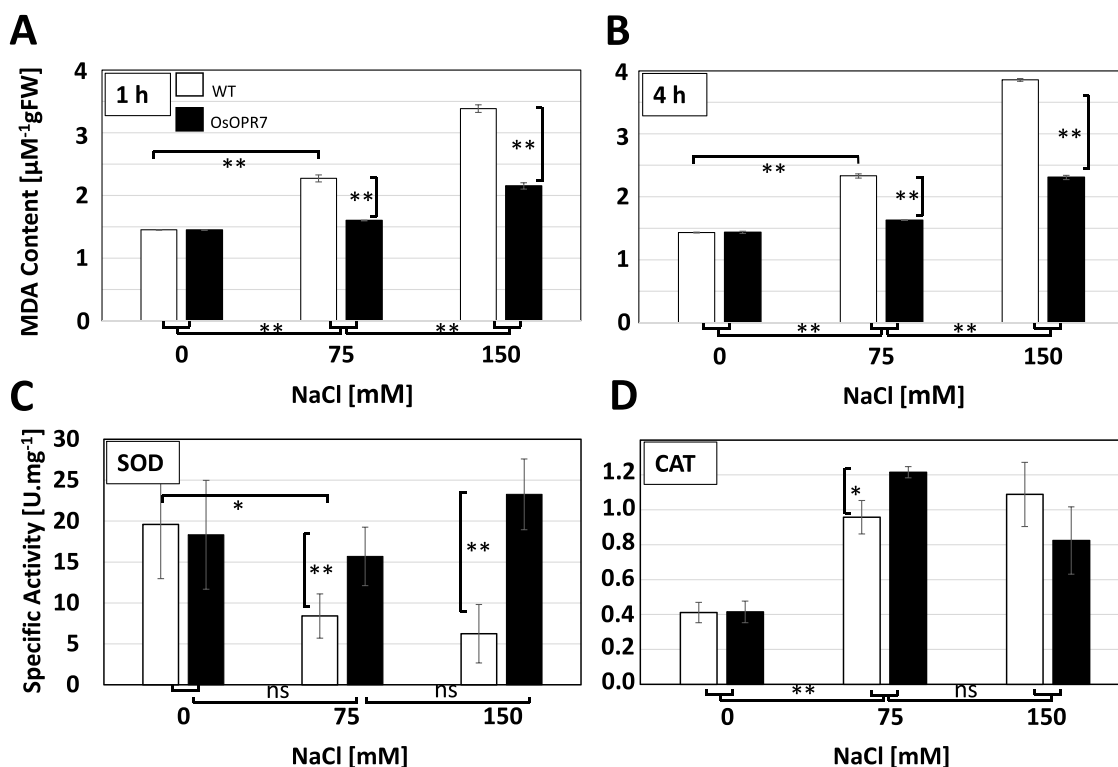 A
MDA Content [µM⁻¹gFW]
4
3
2
1
0
1 h
WT
OsOPR7
**
**
**
**
**
0
75
150
NaCl [mM]
B
4
3
2
1
0
4 h
**
**
**
**
**
0
75
150
NaCl [mM]
C
Specific Activity [U.mg⁻¹]
30
25
20
15
10
5
0
SOD
*
**
**
ns
ns
0
75
150
NaCl [mM]
D
1.2
1.0
0.8
0.6
0.4
0.2
0.0
CAT
*
**
ns
0
75
150
NaCl [mM]